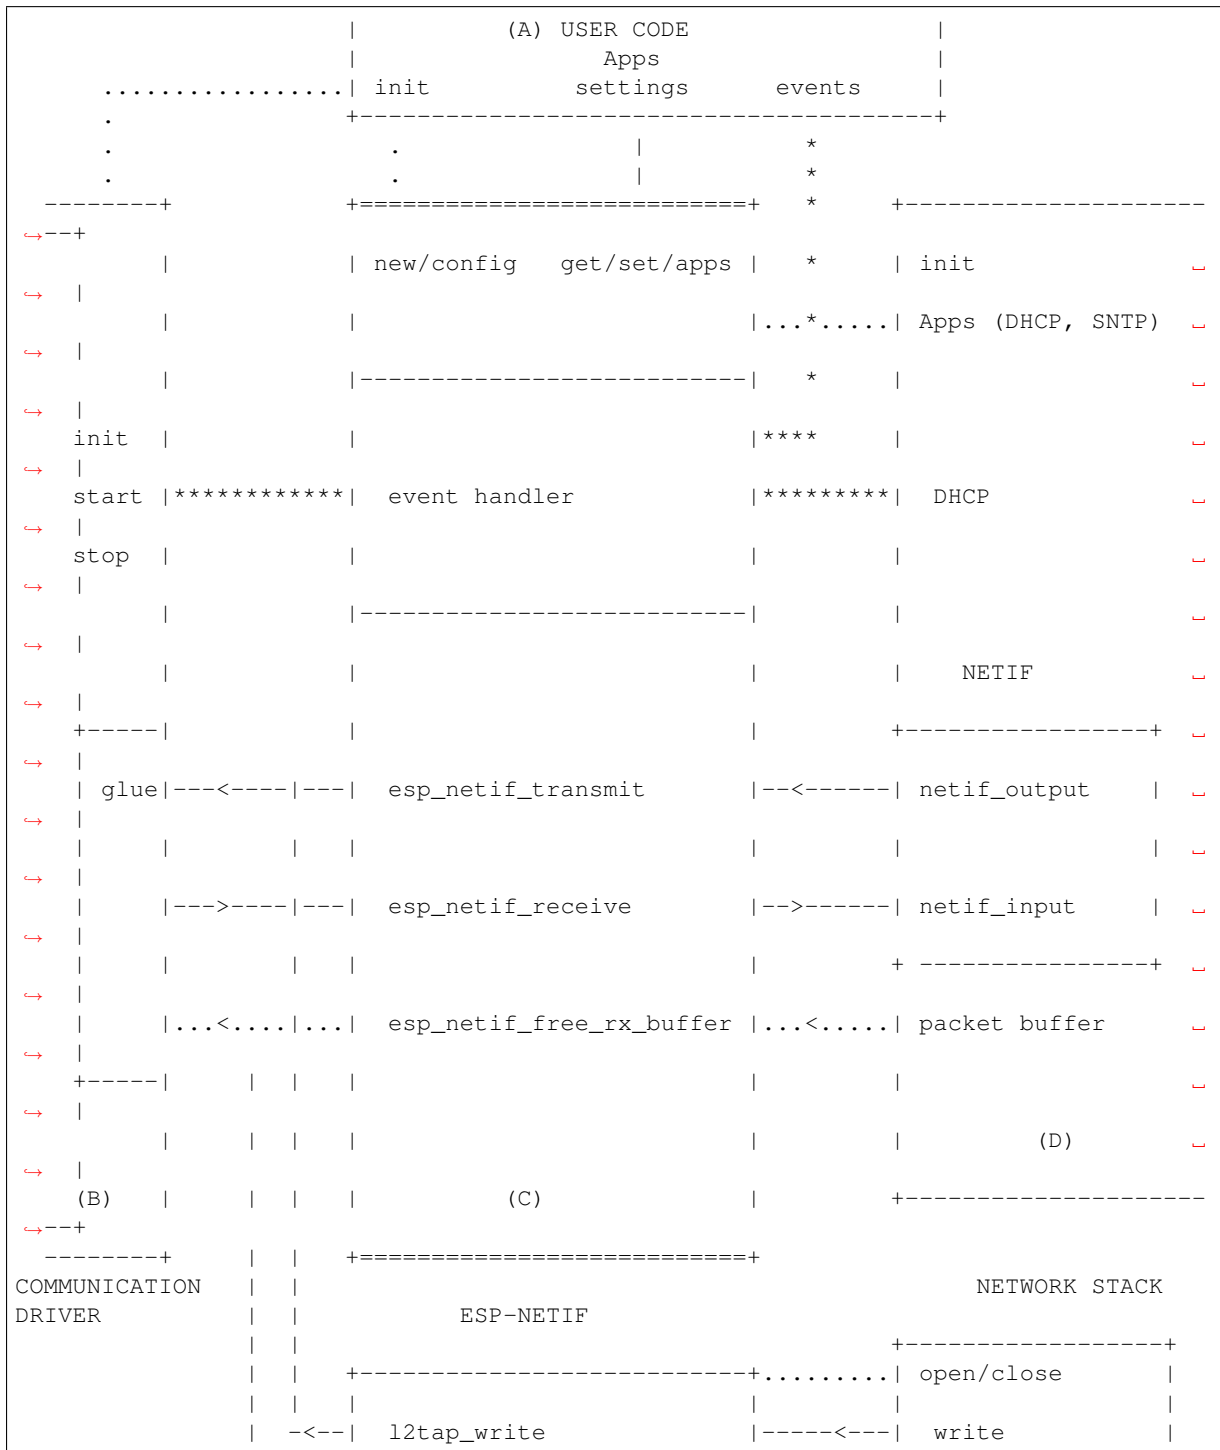 |          (A) USER CODE                 |
                       |                 Apps                   |
      .................| init          settings      events     |
      .                +----------------------------------------+
      .                   .                |           *
      .                   .                |           *
  --------+            +===========================+   *     +---------------------
↪--+
          |            | new/config   get/set/apps |   *     | init                ␣
↪  |
          |            |                           |...*.....| Apps (DHCP, SNTP)   ␣
↪  |
          |            |---------------------------|   *     |                     ␣
↪  |
    init  |            |                           |****     |                     ␣
↪  |
    start |************|  event handler            |*********|  DHCP               ␣
↪  |
    stop  |            |                           |         |                     ␣
↪  |
          |            |---------------------------|         |                     ␣
↪  |
          |            |                           |         |    NETIF            ␣
↪  |
    +-----|            |                           |         +-----------------+   ␣
↪  |
    | glue|---<----|---|  esp_netif_transmit       |--<------| netif_output    |   ␣
↪  |
    |     |        |   |                           |         |                 |   ␣
↪  |
    |     |--->----|---|  esp_netif_receive        |-->------| netif_input     |   ␣
↪  |
    |     |        |   |                           |         + ----------------+   ␣
↪  |
    |     |...<....|...|  esp_netif_free_rx_buffer |...<.....| packet buffer       ␣
↪  |
    +-----|     |  |   |                           |         |                     ␣
↪  |
          |     |  |   |                           |         |         (D)         ␣
↪  |
    (B)   |     |  |   |          (C)              |         +---------------------
↪--+
  --------+     |  |   +===========================+
COMMUNICATION   |  |                                               NETWORK STACK
DRIVER          |  |           ESP-NETIF
                |  |                                         +------------------+
                |  |   +---------------------------+.........| open/close       |
                |  |   |                           |         |                  |
                |  -<--|  l2tap_write              |-----<---|  write           |